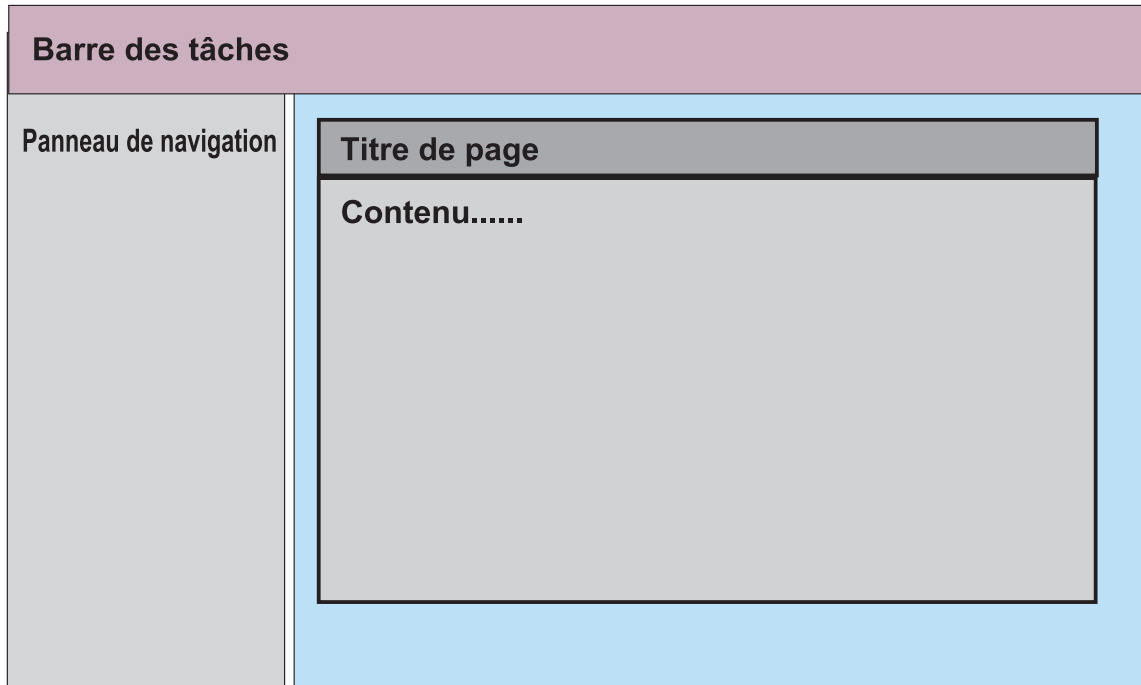 Barre des tâches
Panneau de navigation
Titre de page
Contenu......